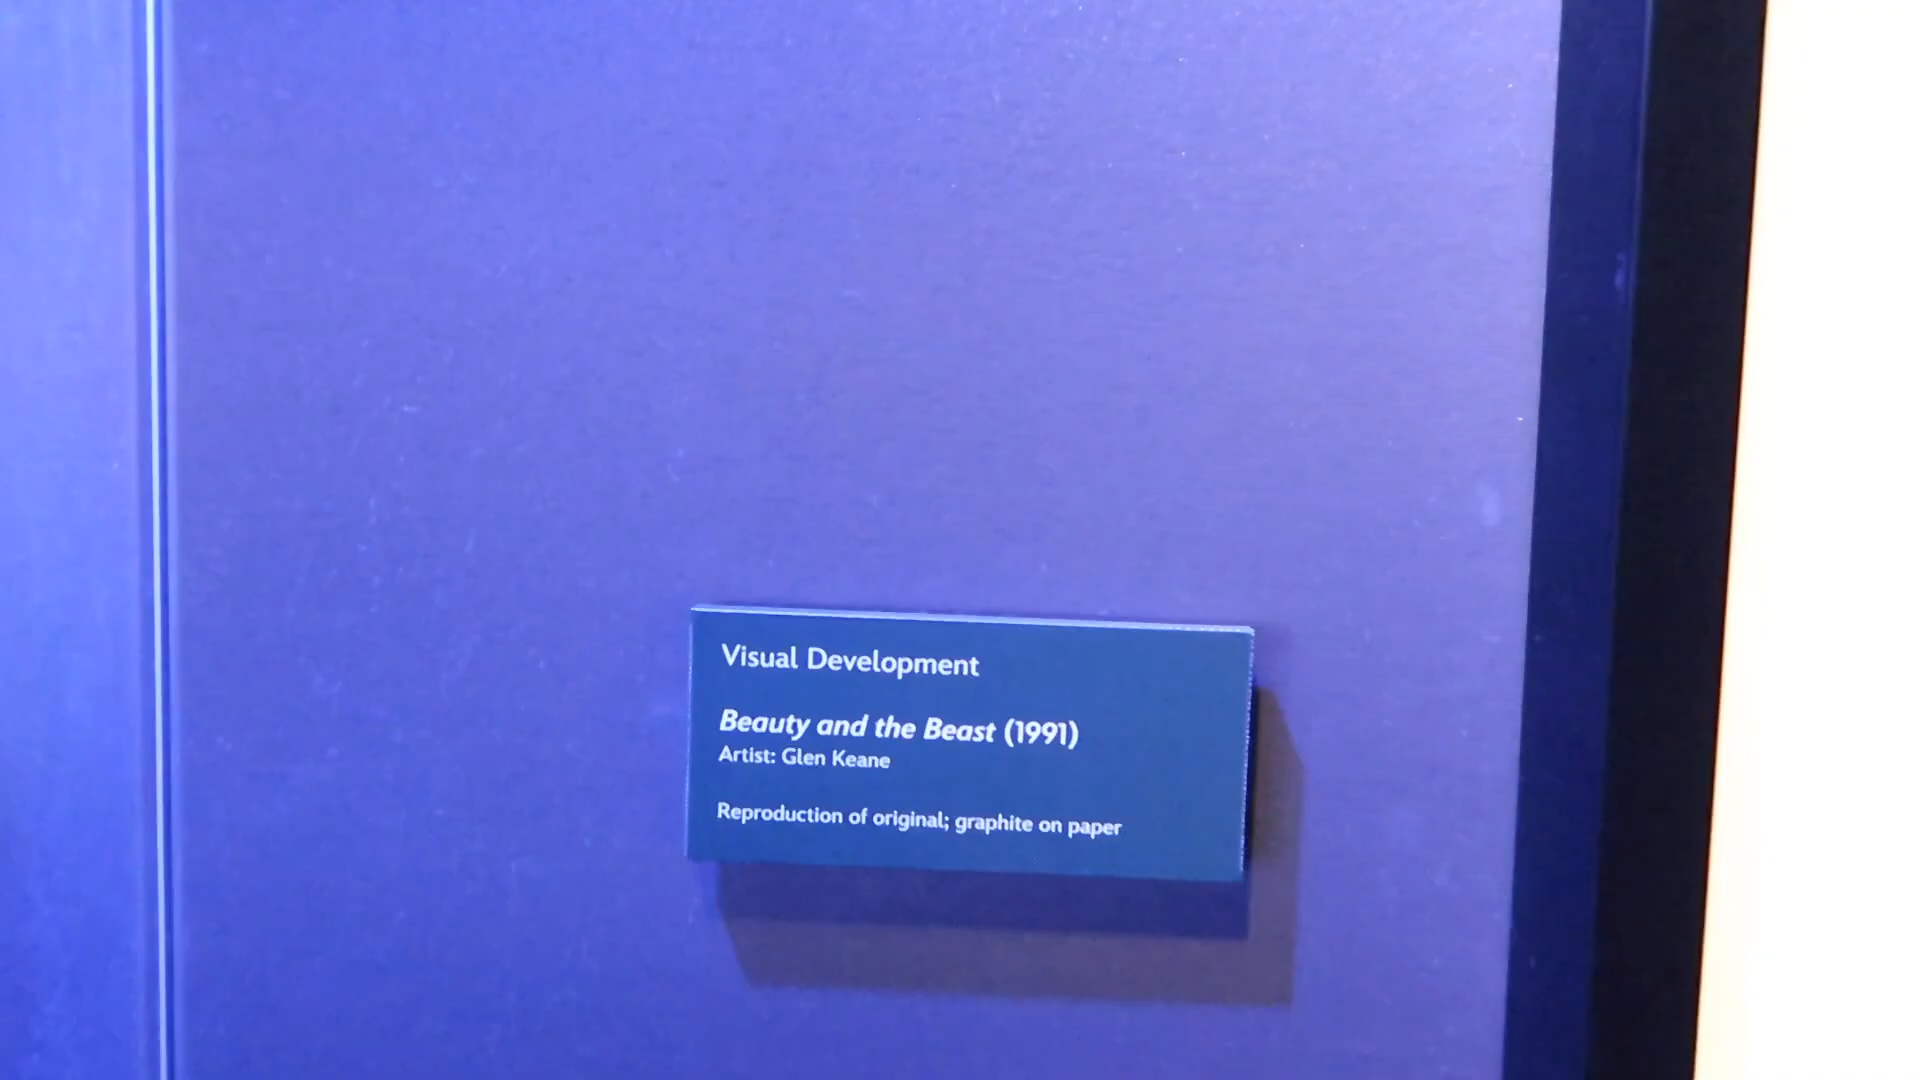 Visual Development
Beauty and the Beast (1991)
Artist: Glen Keane
Reproduction of original; graphite on paper